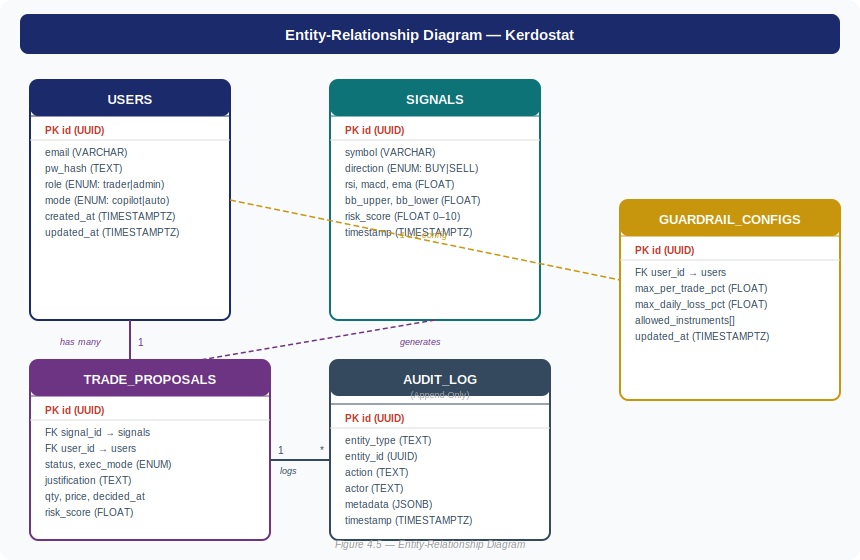 Entity-Relationship Diagram — Kerdostat
USERS
PK id (UUID)
email (VARCHAR)
pw_hash (TEXT)
role (ENUM: trader|admin)
mode (ENUM: copilot|auto)
created_at (TIMESTAMPTZ)
updated_at (TIMESTAMPTZ)
SIGNALS
PK id (UUID)
symbol (VARCHAR)
direction (ENUM: BUY|SELL)
rsi, macd, ema (FLOAT)
bb_upper, bb_lower (FLOAT)
risk_score (FLOAT 0–10)
timestamp (TIMESTAMPTZ)
config
GUARDRAIL_CONFIGS
PK id (UUID)
FK user_id → users
max_per_trade_pct (FLOAT)
max_daily_loss_pct (FLOAT)
allowed_instruments[]
updated_at (TIMESTAMPTZ)
has many
1
generates
TRADE_PROPOSALS
PK id (UUID)
FK signal_id → signals
FK user_id → users
status, exec_mode (ENUM)
justification (TEXT)
qty, price, decided_at
risk_score (FLOAT)
1
*
logs
AUDIT_LOG
(Append-Only)
PK id (UUID)
entity_type (TEXT)
entity_id (UUID)
action (TEXT)
actor (TEXT)
metadata (JSONB)
timestamp (TIMESTAMPTZ)
Figure 4.5 — Entity-Relationship Diagram